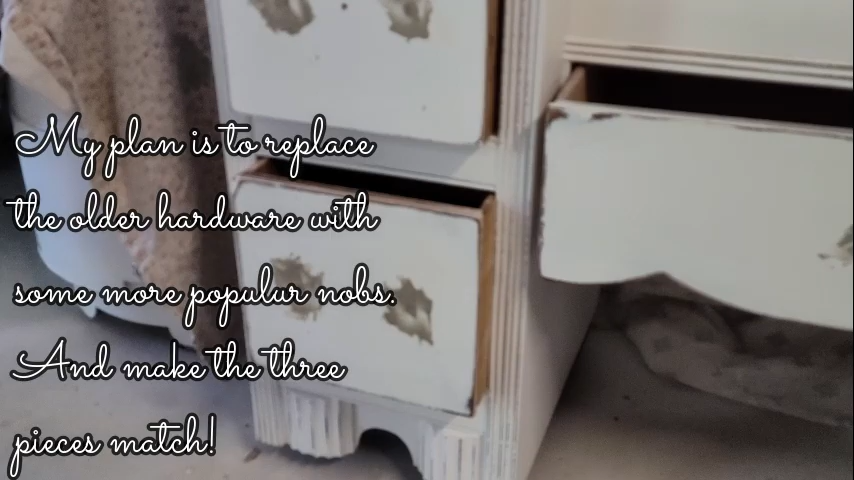 My plan is to replace
the older hardware with
some more populur nobs.
And make the three
pieces match!